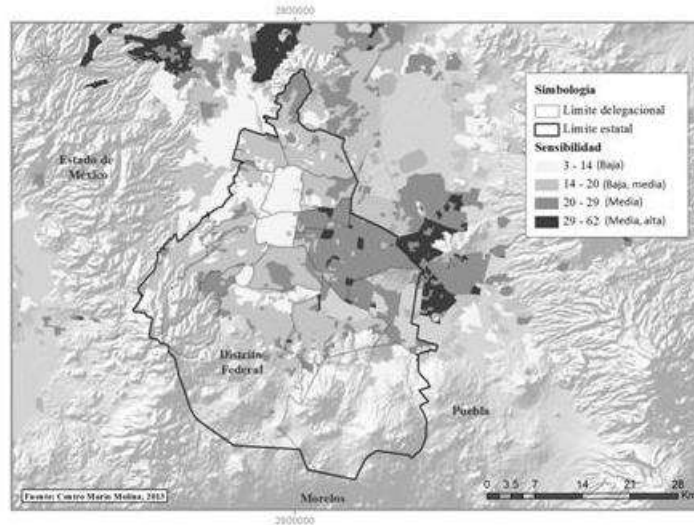 2800000
Simbología
Límite delegacional
Límite estatal
Sensibilidad
3 - 14 (Baja)
14 - 20 (Baja, media)
20 - 29 (Media)
29 - 62 (Media, alta)
Estado de
México
Distrito
Federal
Puebla
Morelos
Fuente: Centro Mario Molina, 2013
0 3.5 7 14 21 28
Km
2800000